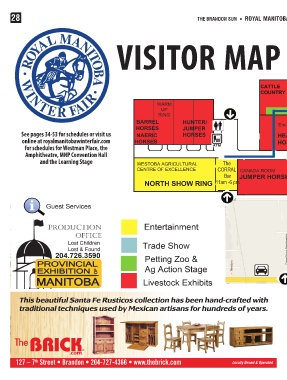 28
THE BRANDON SUN • ROYAL MANITOBA
ROYAL MANITOBA
WINTER FAIR
VISITOR MAP
CATTLE
COUNTRY
WARM
UP
RING
BARREL
HORSES
NAERIC
HORSES
HUNTER/
JUMPER
HORSES
See pages 34-53 for schedules or visit us
online at royalmanitobawinterfair.com
for schedules for Westman Place, the
Amphitheatre, MNP Convention Hall
and the Learning Stage
WESTOBA AGRICULTURAL
CENTRE OF EXCELLENCE
NORTH SHOW RING
The
CORRAL
Bar
11am -6 pm
CANADA ROOM
JUMPER HORS
Guest Services
PRODUCTION
OFFICE
Lost Children
Lost & Found
204.726.3590
PROVINCIAL
EXHIBITION
MANITOBA
Entertainment
Trade Show
Petting Zoo &
Ag Action Stage
Livestock Exhibits
This beautiful Santa Fe Rusticos collection has been hand-crafted with
traditional techniques used by Mexican artisans for hundreds of years.
The BRICK
.com
127 – 7th Street • Brandon • 204-727-4366 • www.thebrick.com
Locally Owned & Operated